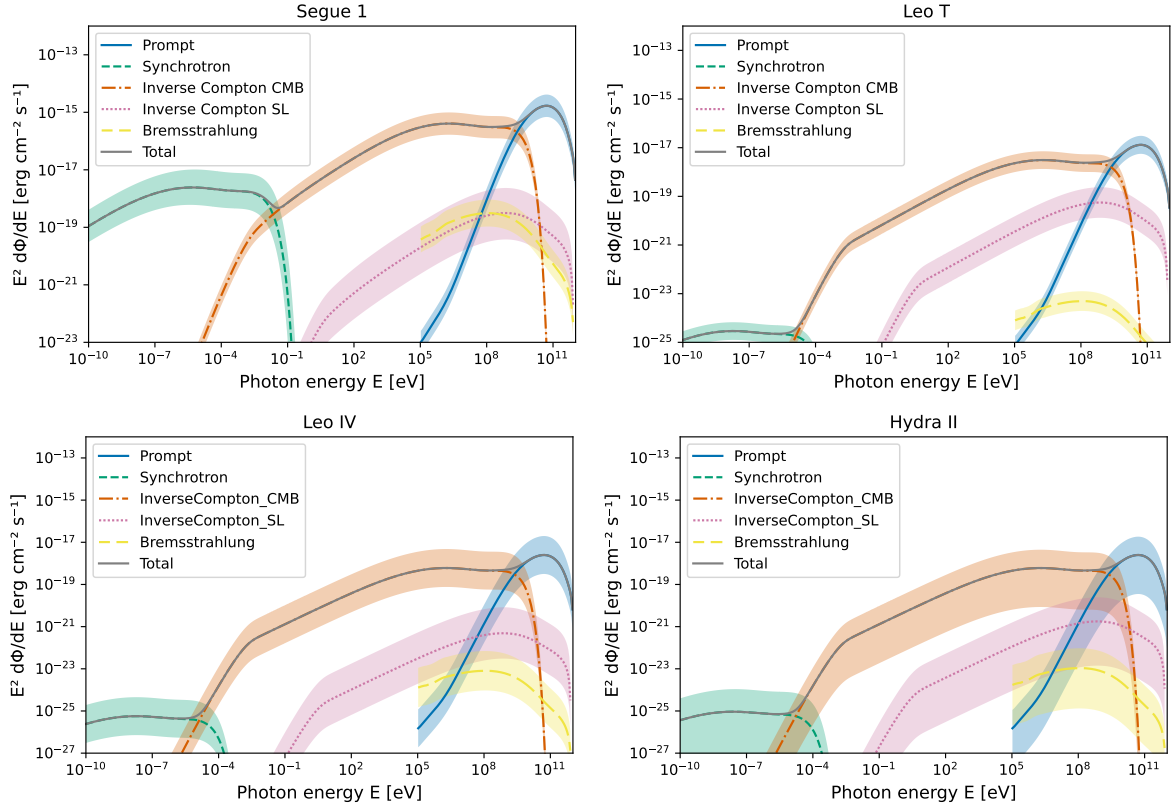 Segue 1
E² dΦ/dE [erg cm⁻² s⁻¹]
10⁻¹³
10⁻¹⁵
10⁻¹⁷
10⁻¹⁹
10⁻²¹
10⁻²³
Prompt
Synchrotron
Inverse Compton CMB
Inverse Compton SL
Bremsstrahlung
Total
10⁻¹⁰ 10⁻⁷ 10⁻⁴ 10⁻¹ 10² 10⁵ 10⁸ 10¹¹
Photon energy E [eV]
Leo T
E² dΦ/dE [erg cm⁻² s⁻¹]
10⁻¹³
10⁻¹⁵
10⁻¹⁷
10⁻¹⁹
10⁻²¹
10⁻²³
10⁻²⁵
Prompt
Synchrotron
Inverse Compton CMB
Inverse Compton SL
Bremsstrahlung
Total
10⁻¹⁰ 10⁻⁷ 10⁻⁴ 10⁻¹ 10² 10⁵ 10⁸ 10¹¹
Photon energy E [eV]
Leo IV
E² dΦ/dE [erg cm⁻² s⁻¹]
10⁻¹³
10⁻¹⁵
10⁻¹⁷
10⁻¹⁹
10⁻²¹
10⁻²³
10⁻²⁵
10⁻²⁷
Prompt
Synchrotron
InverseCompton_CMB
InverseCompton_SL
Bremsstrahlung
Total
10⁻¹⁰ 10⁻⁷ 10⁻⁴ 10⁻¹ 10² 10⁵ 10⁸ 10¹¹
Photon energy E [eV]
Hydra II
E² dΦ/dE [erg cm⁻² s⁻¹]
10⁻¹³
10⁻¹⁵
10⁻¹⁷
10⁻¹⁹
10⁻²¹
10⁻²³
10⁻²⁵
10⁻²⁷
Prompt
Synchrotron
InverseCompton_CMB
InverseCompton_SL
Bremsstrahlung
Total
10⁻¹⁰ 10⁻⁷ 10⁻⁴ 10⁻¹ 10² 10⁵ 10⁸ 10¹¹
Photon energy E [eV]